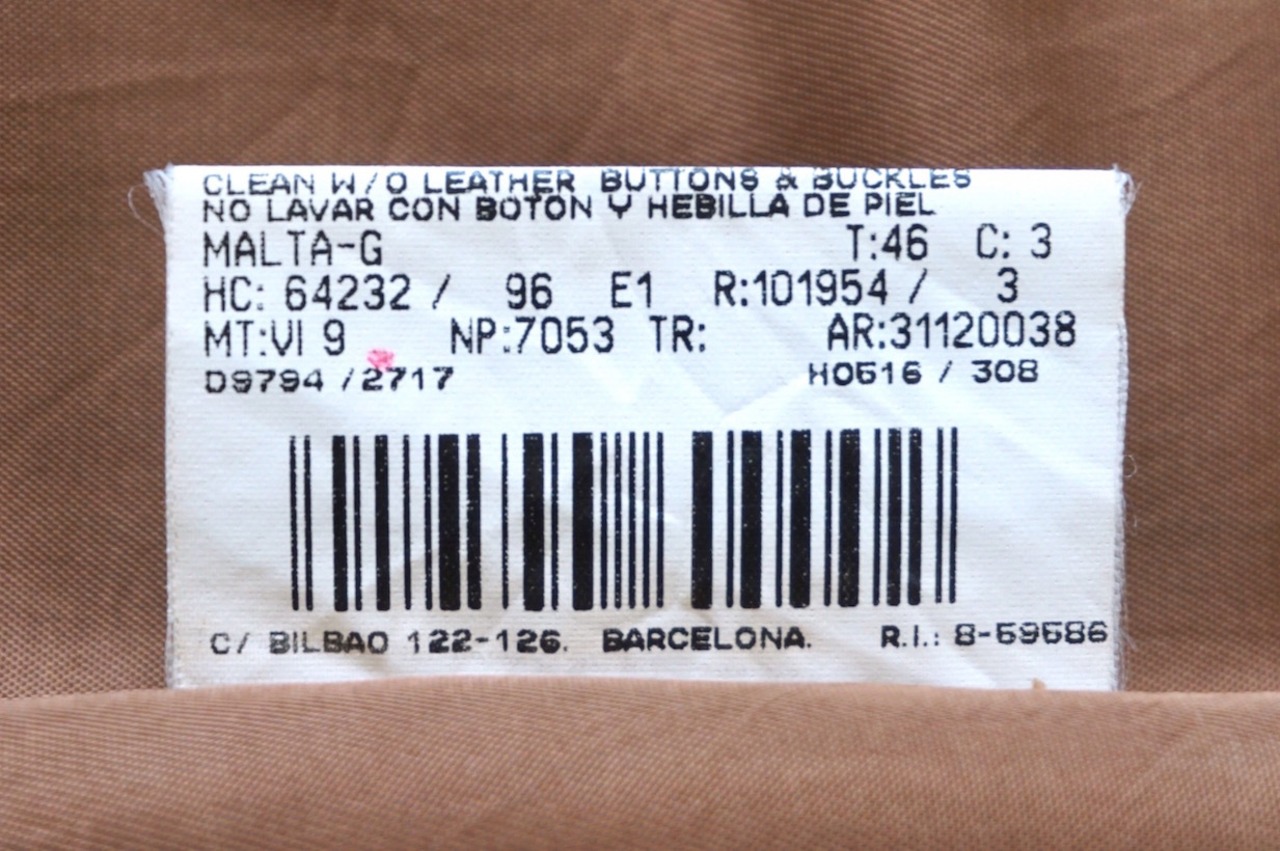 CLEAN W/O LEATHER BUTTONS & BUCKLES
NO LAVAR CON BOTON Y HEBILLA DE PIEL
MALTA-G T:46 C: 3
HC: 64232 / 96 E1 R:101954 / 3
MT:VI 9 NP:7053 TR: AR:31120038
D9794 /2717 H0516 / 308
C/ BILBAO 122-126. BARCELONA. R.I.: 8-59586